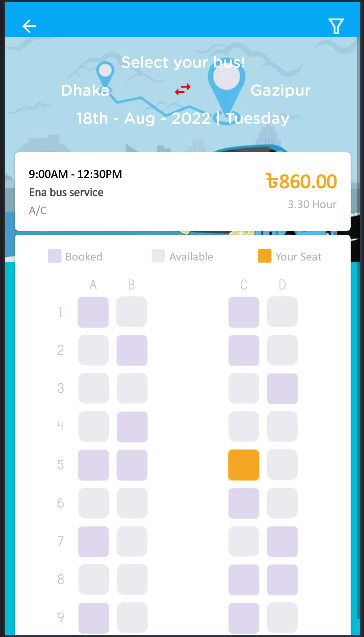 Select your bus!
Dhaka Gazipur
18th - Aug - 2022 | Tuesday
9:00AM - 12:30PM
৳860.00
Ena bus service
A/C
3.30 Hour
Booked Available Your Seat
A B C D
1
2
3
4
5
6
7
8
9